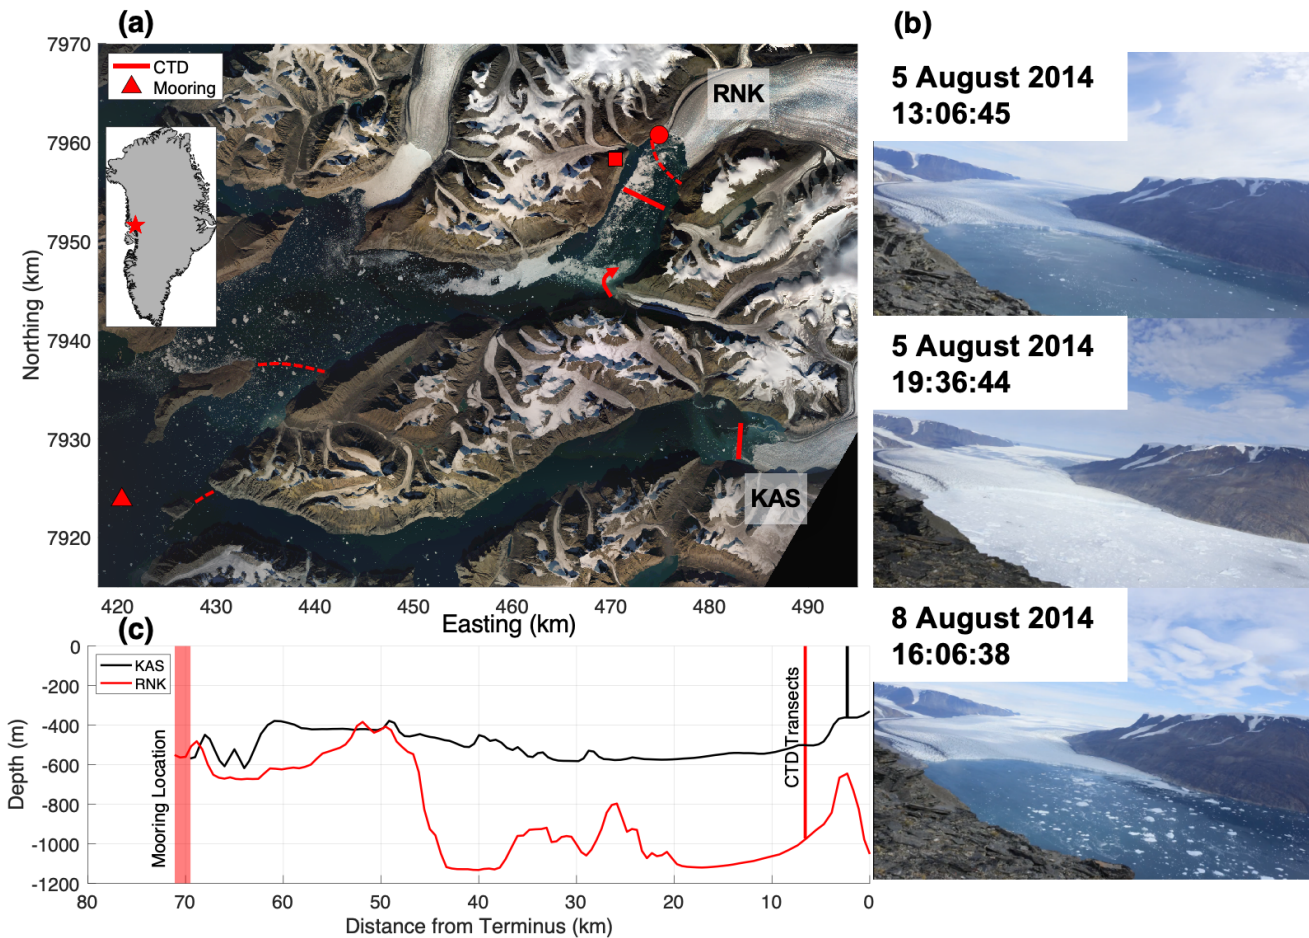 (a)
7970
7960
7950
7940
7930
7920
Northing (km)
CTD
Mooring
RNK
KAS
420
430
440
450
460
470
480
490
Easting (km)
(b)
5 August 2014
13:06:45
5 August 2014
19:36:44
8 August 2014
16:06:38
(c)
0
-200
-400
-600
-800
-1000
-1200
Depth (m)
KAS
RNK
Mooring Location
CTD Transects
80
70
60
50
40
30
20
10
0
Distance from Terminus (km)